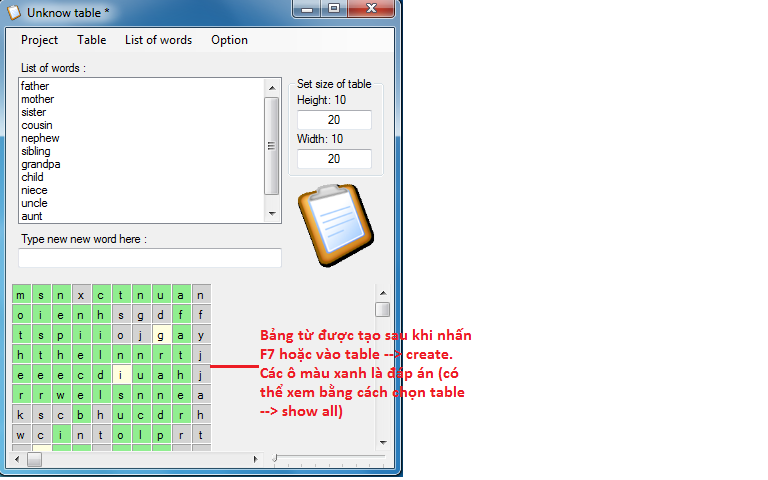 Unknow table *
Project Table List of words Option
List of words :
father
mother
sister
cousin
nephew
sibling
grandpa
child
niece
uncle
aunt
Set size of table
Height: 10
20
Width: 10
20
Type new new word here :
m s n x c t n u a n
o i e n h s g d f f
t s p i i o j g a y
h t h e l n n r t j
e e e c d i u a h j
r r w e l s n n e a
k s c b h u c d r h
w c i n t o l p r t
Bảng từ được tạo sau khi nhấn
F7 hoặc vào table --> create.
Các ô màu xanh là đáp án (có
thể xem bằng cách chọn table
--> show all)